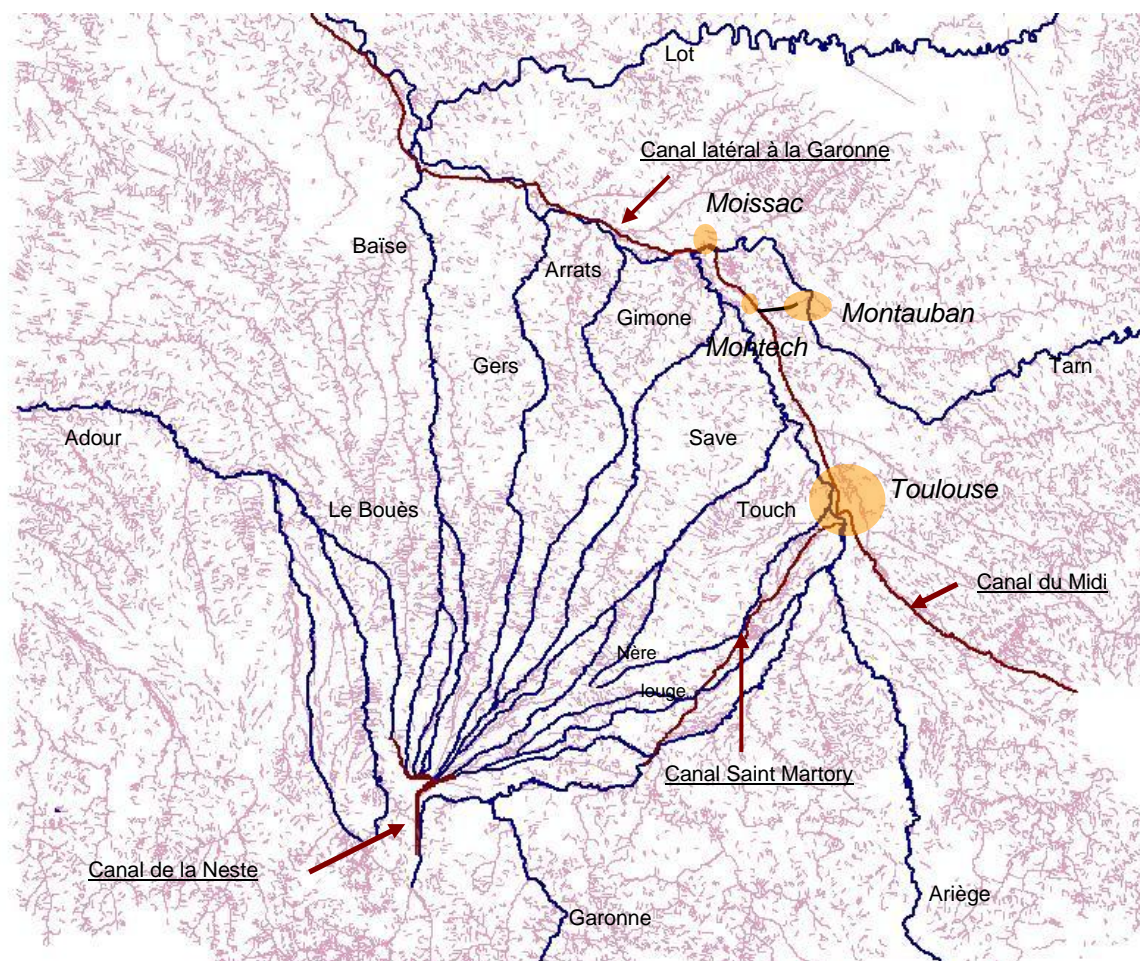 Lot
Canal latéral à la Garonne
Moissac
Baïse
Arrats
Gimone
Montauban
Montech
Gers
Tarn
Adour
Save
Toulouse
Le Bouès
Touch
Canal du Midi
Nère
louge
Canal Saint Martory
Canal de la Neste
Ariège
Garonne